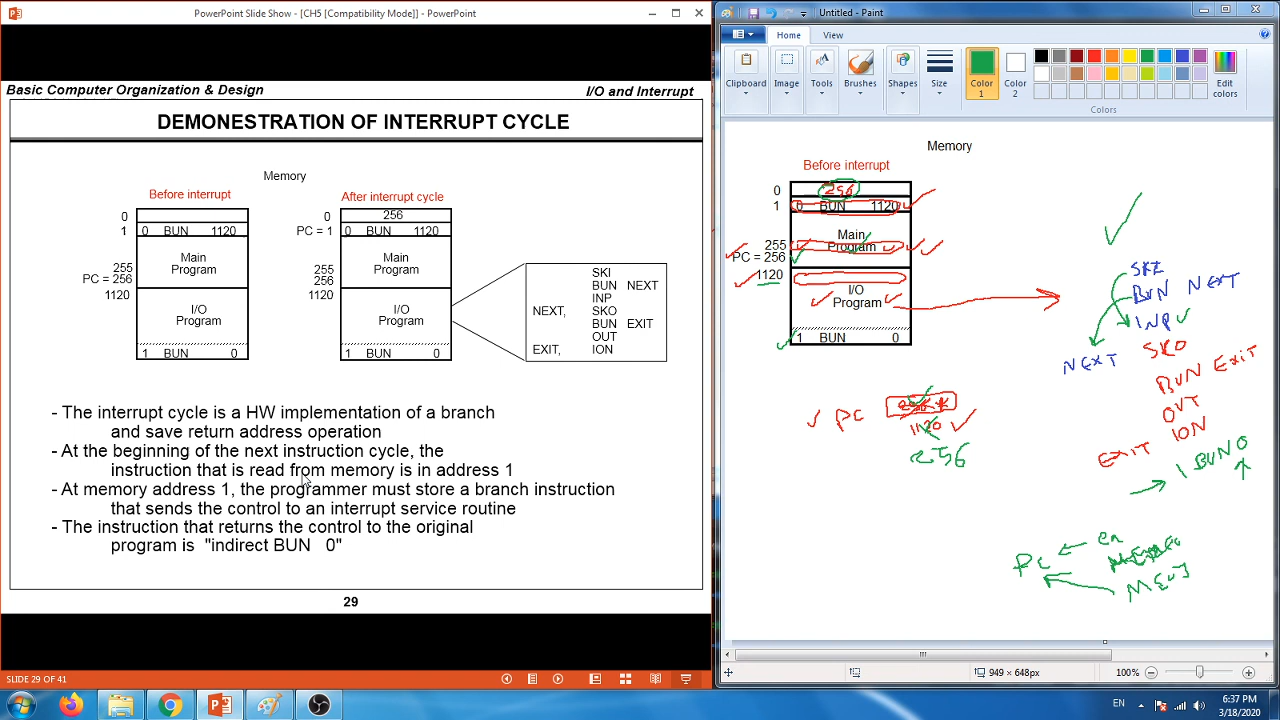 PowerPoint Slide Show - [CH5 [Compatibility Mode]] - PowerPoint
Basic Computer Organization & Design
I/O and Interrupt
DEMONESTRATION OF INTERRUPT CYCLE
Memory
Before interrupt
0
1
0 BUN 1120
Main
Program
255
PC = 256
1120
I/O
Program
1 BUN 0
After interrupt cycle
0
256
PC = 1
0 BUN 1120
Main
Program
255
256
1120
I/O
Program
1 BUN 0
SKI
BUN NEXT
INP
NEXT, SKO
BUN EXIT
OUT
EXIT, ION
- The interrupt cycle is a HW implementation of a branch
and save return address operation
- At the beginning of the next instruction cycle, the
instruction that is read from memory is in address 1
- At memory address 1, the programmer must store a branch instruction
that sends the control to an interrupt service routine
- The instruction that returns the control to the original
program is "indirect BUN 0"
29
SLIDE 29 OF 41
Untitled - Paint
Home
View
Clipboard
Image
Tools
Brushes
Shapes
Size
Color
1
Color
2
Edit
colors
Colors
Memory
Before interrupt
0
256
1
0 BUN 1120
Main
Program
255
PC = 256
1120
I/O
Program
1 BUN 0
SKI
BUN NEXT
INP
NEXT
SKO
BUN EXIT
OUT
ION
EXIT
1 BUN 0
PC
1120
256
PC
949 × 648px
100%
EN
6:37 PM
3/18/2020